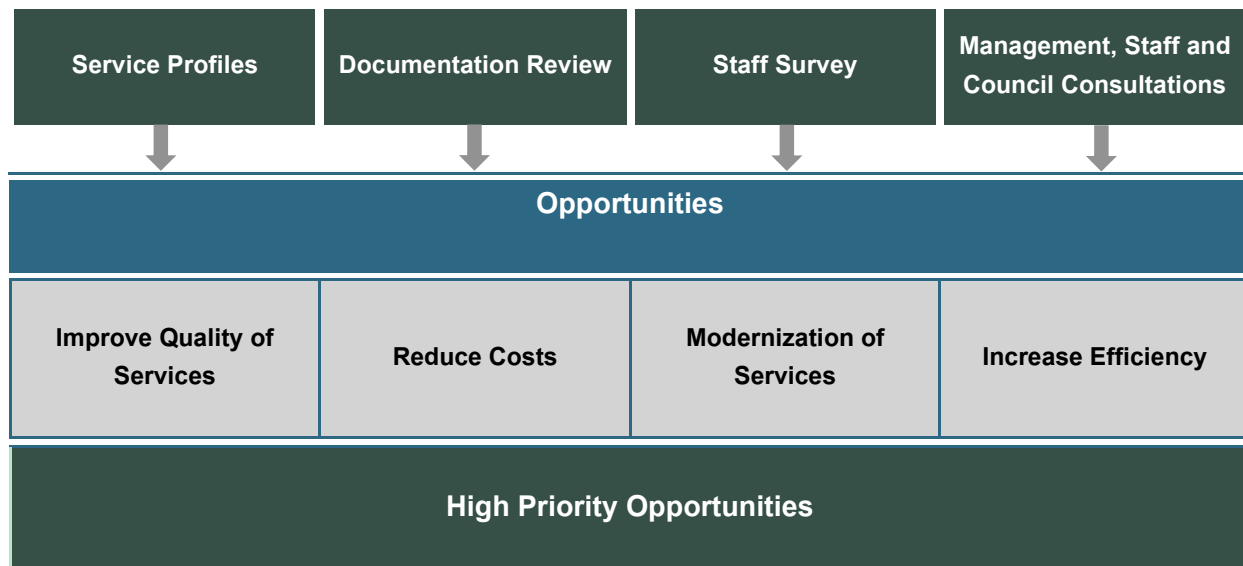 Service Profiles
Documentation Review
Staff Survey
Management, Staff and
Council Consultations
Opportunities
Improve Quality of
Services
Reduce Costs
Modernization of
Services
Increase Efficiency
High Priority Opportunities